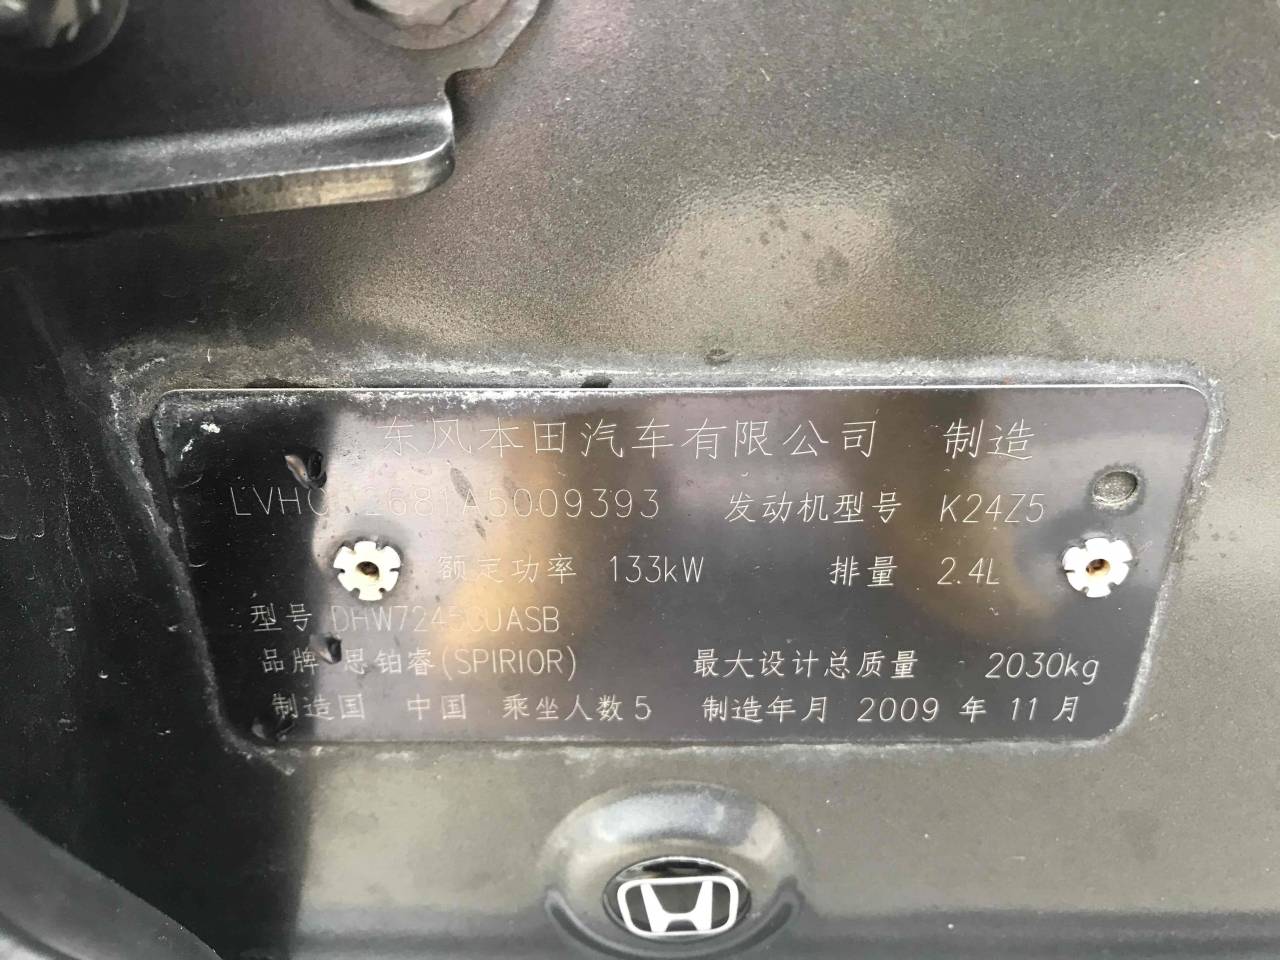 东风本田汽车有限公司 制造
发动机型号 K24Z5
额定功率 133kW 排量 2.4L
型号
品牌 思铂睿(SPIRIOR) 最大设计总质量 2030kg
制造国 中国 乘坐人数 5 制造年月 2009 年 11 月